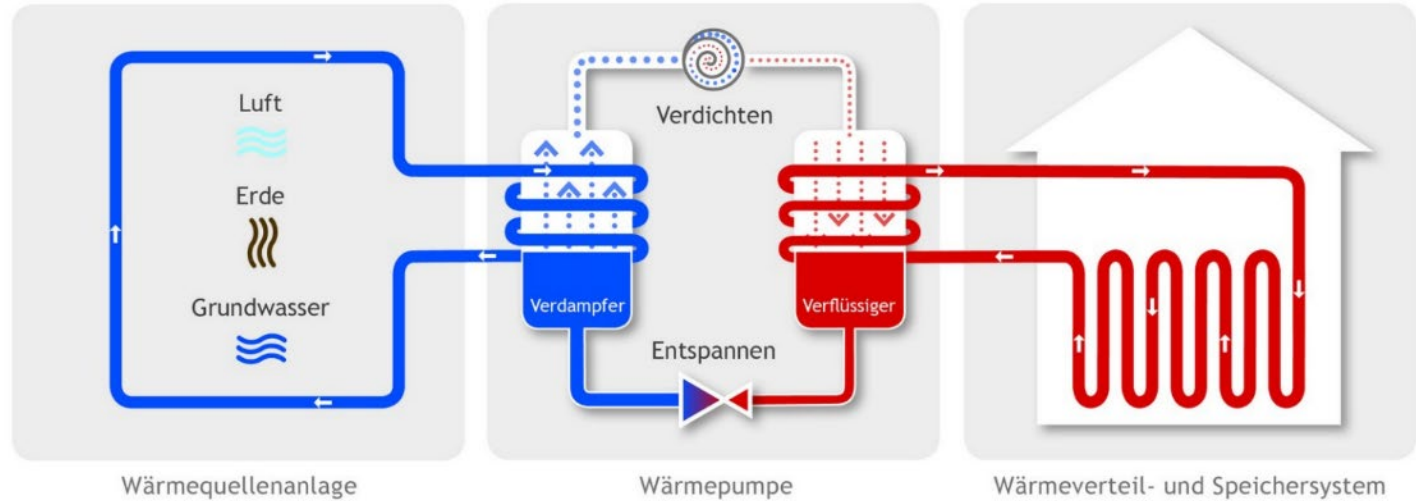 Luft
Erde
Grundwasser
Wärmequellenanlage
Verdichten
Verdampfer
Verflüssiger
Entspannen
Wärmepumpe
Wärmeverteil- und Speichersystem